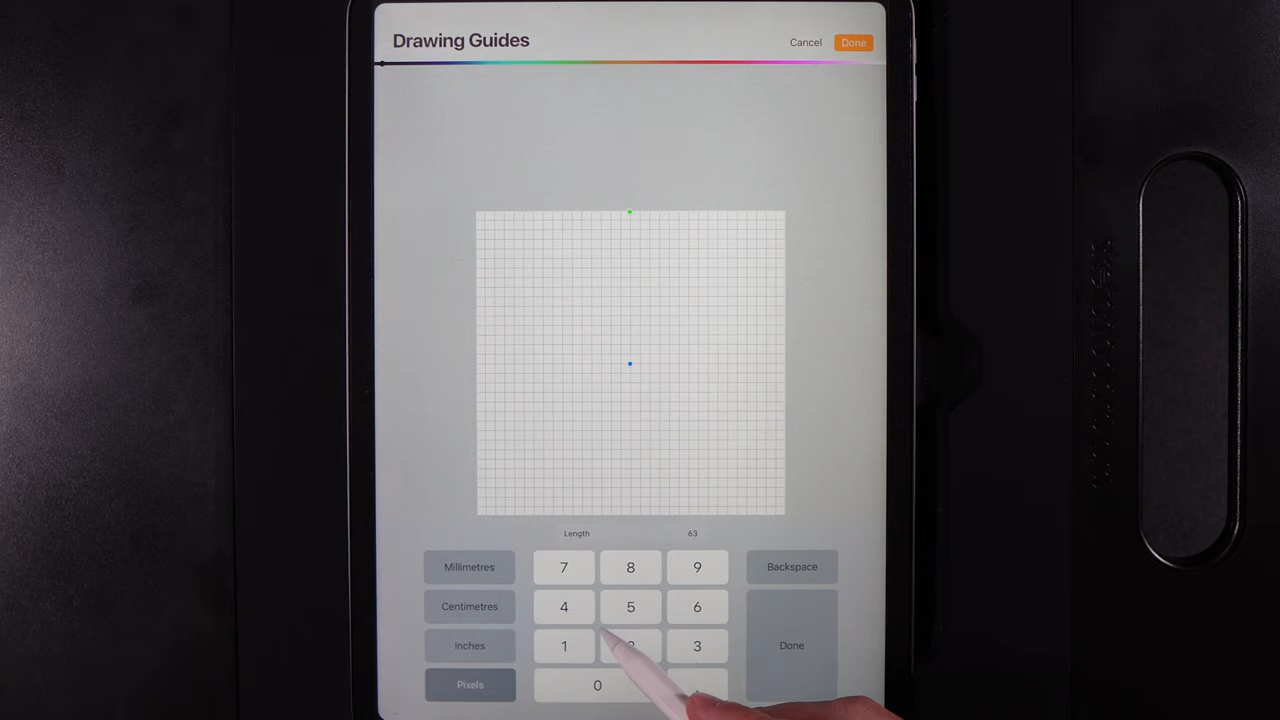 Drawing Guides
Cancel
Done
Length
63
Millimetres
7
8
9
Backspace
Centimetres
4
5
6
Inches
1
3
Done
Pixels
0